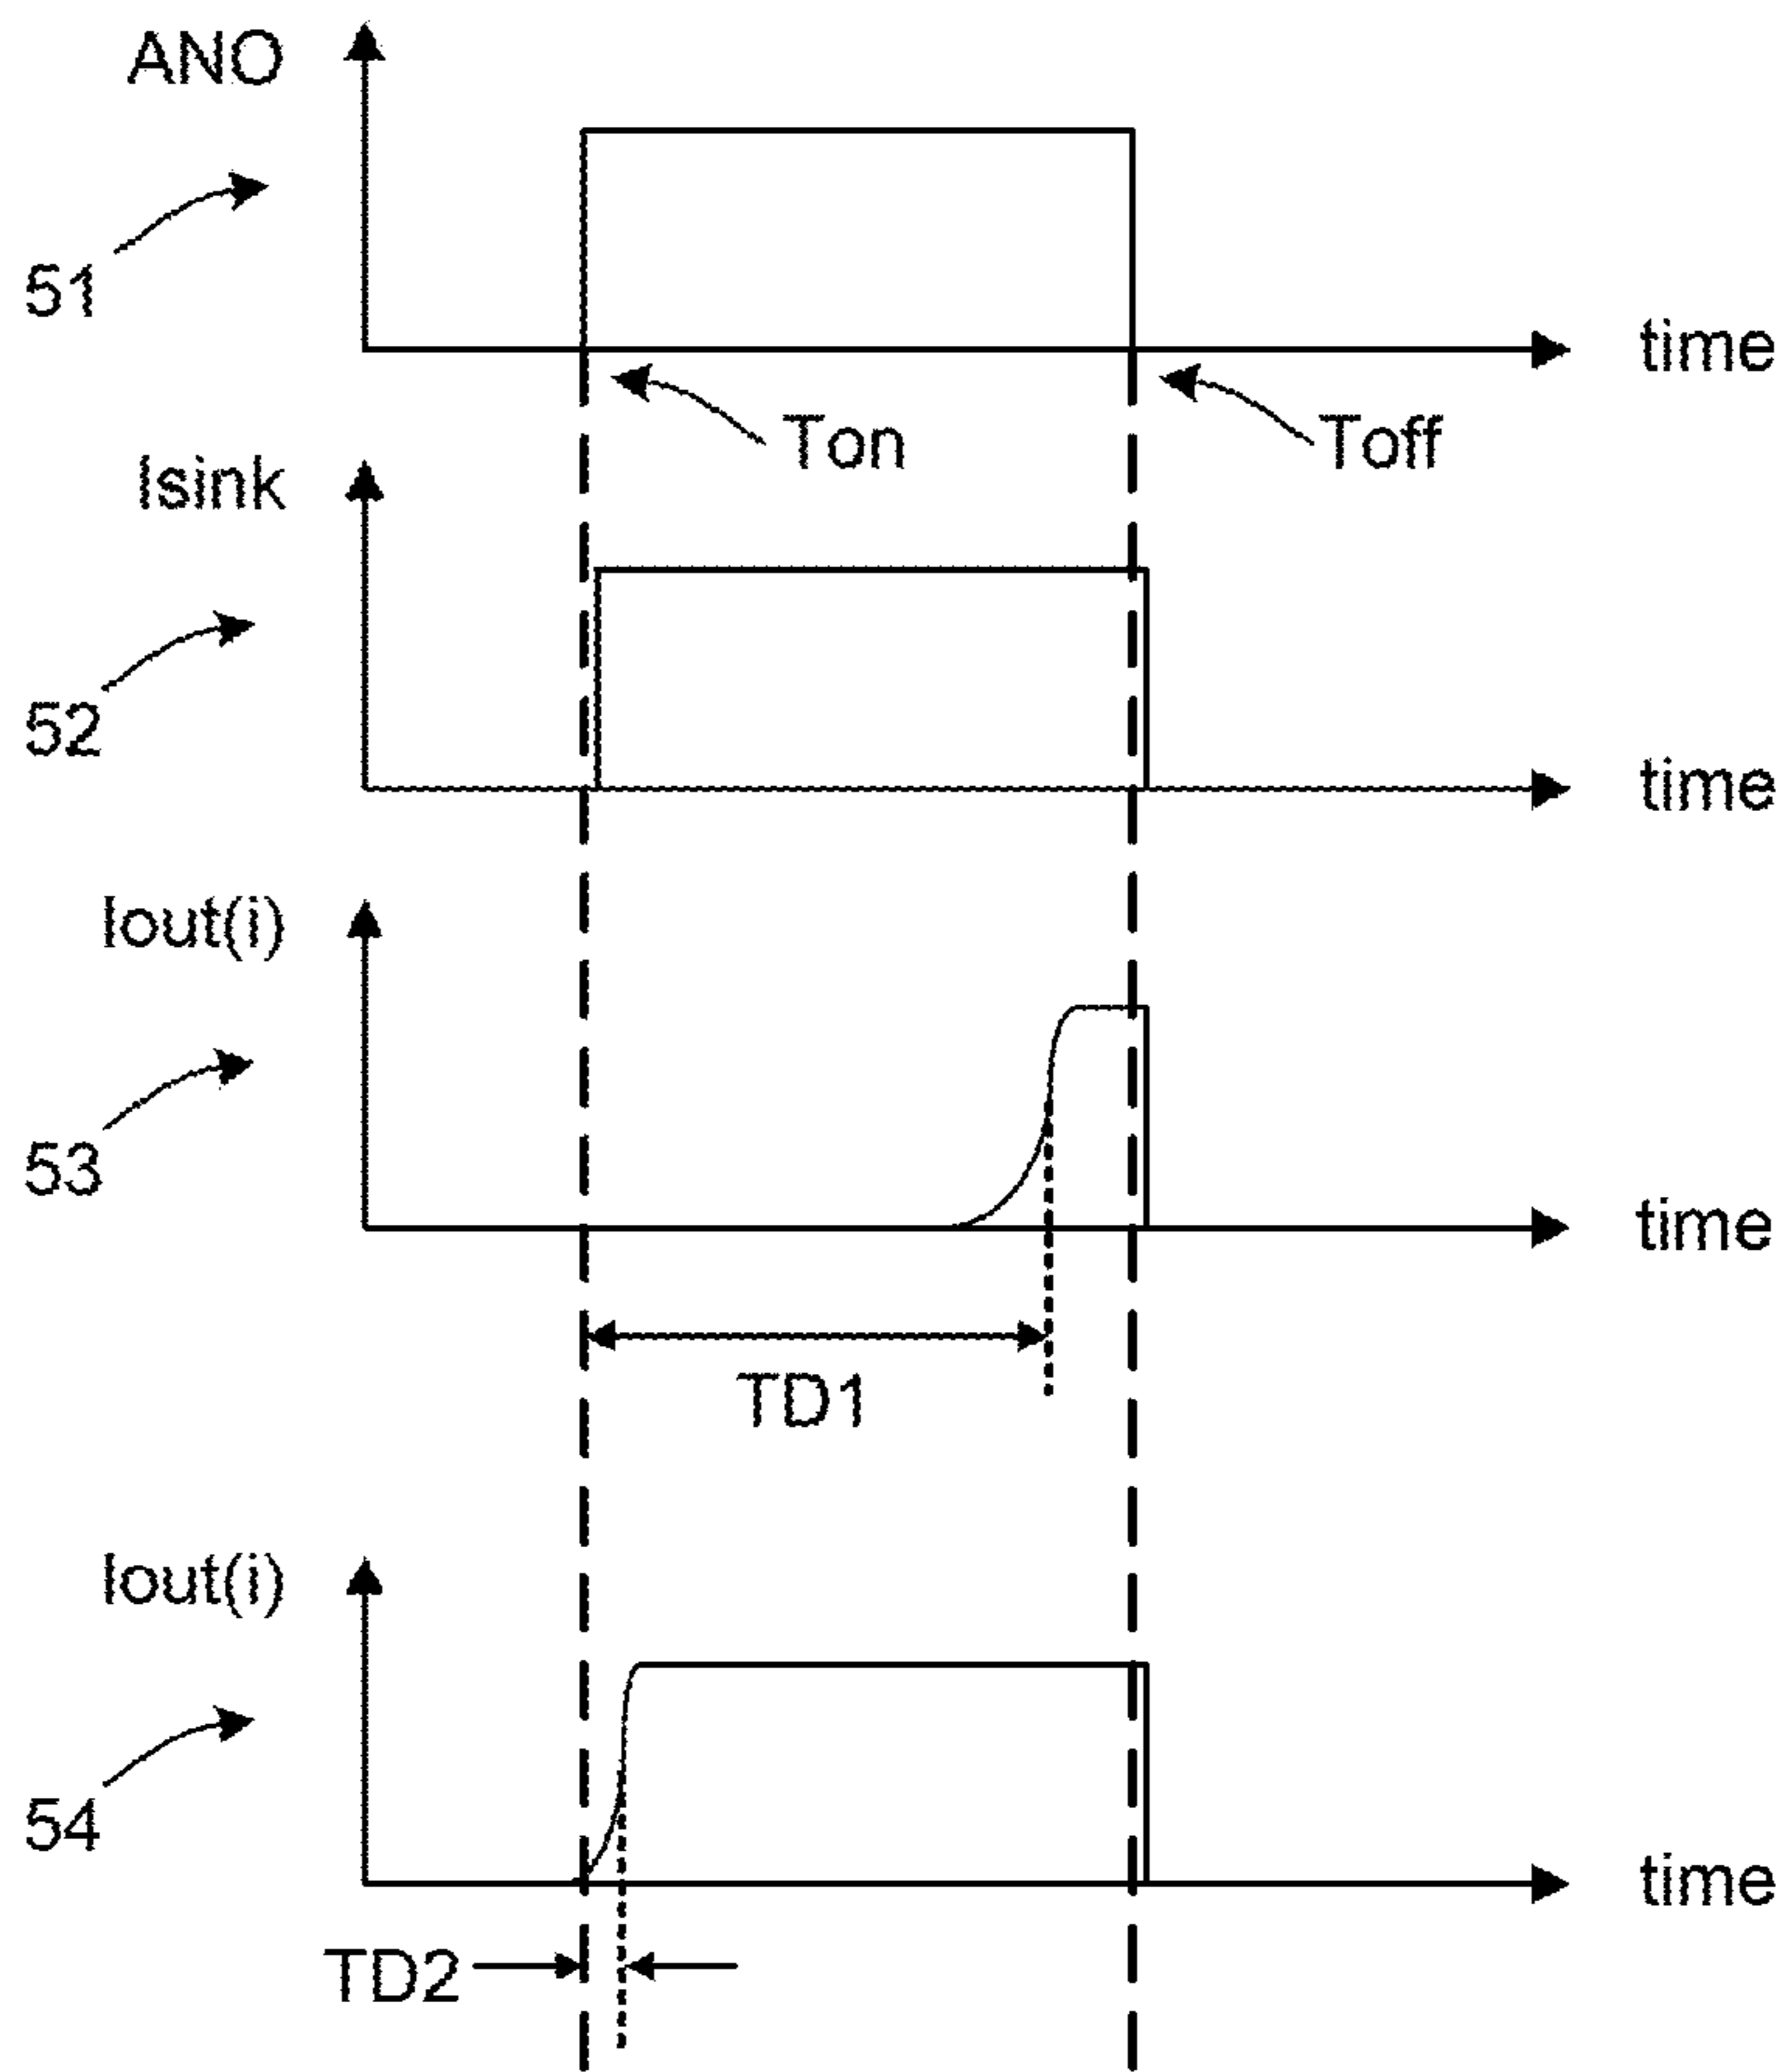 ANO
51
time
Ton
Toff
Isink
52
time
Iout(i)
53
time
TD1
Iout(i)
54
time
TD2